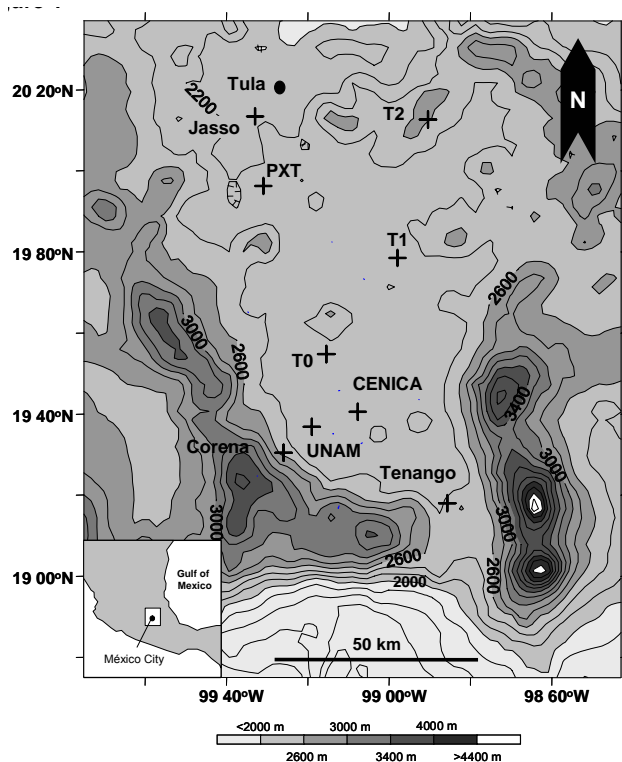 20 20ºN
Tula
2200
Jasso
T2
N
PXT
T1
19 80ºN
2600
3000
2600
T0
CENICA
3400
19 40ºN
Corena
UNAM
Tenango
3000
3000
3000
2600
2600
2000
19 00ºN
Gulf of
Mexico
México City
50 km
99 40ºW
99 00ºW
98 60ºW
<2000 m
3000 m
4000 m
2600 m
3400 m
>4400 m